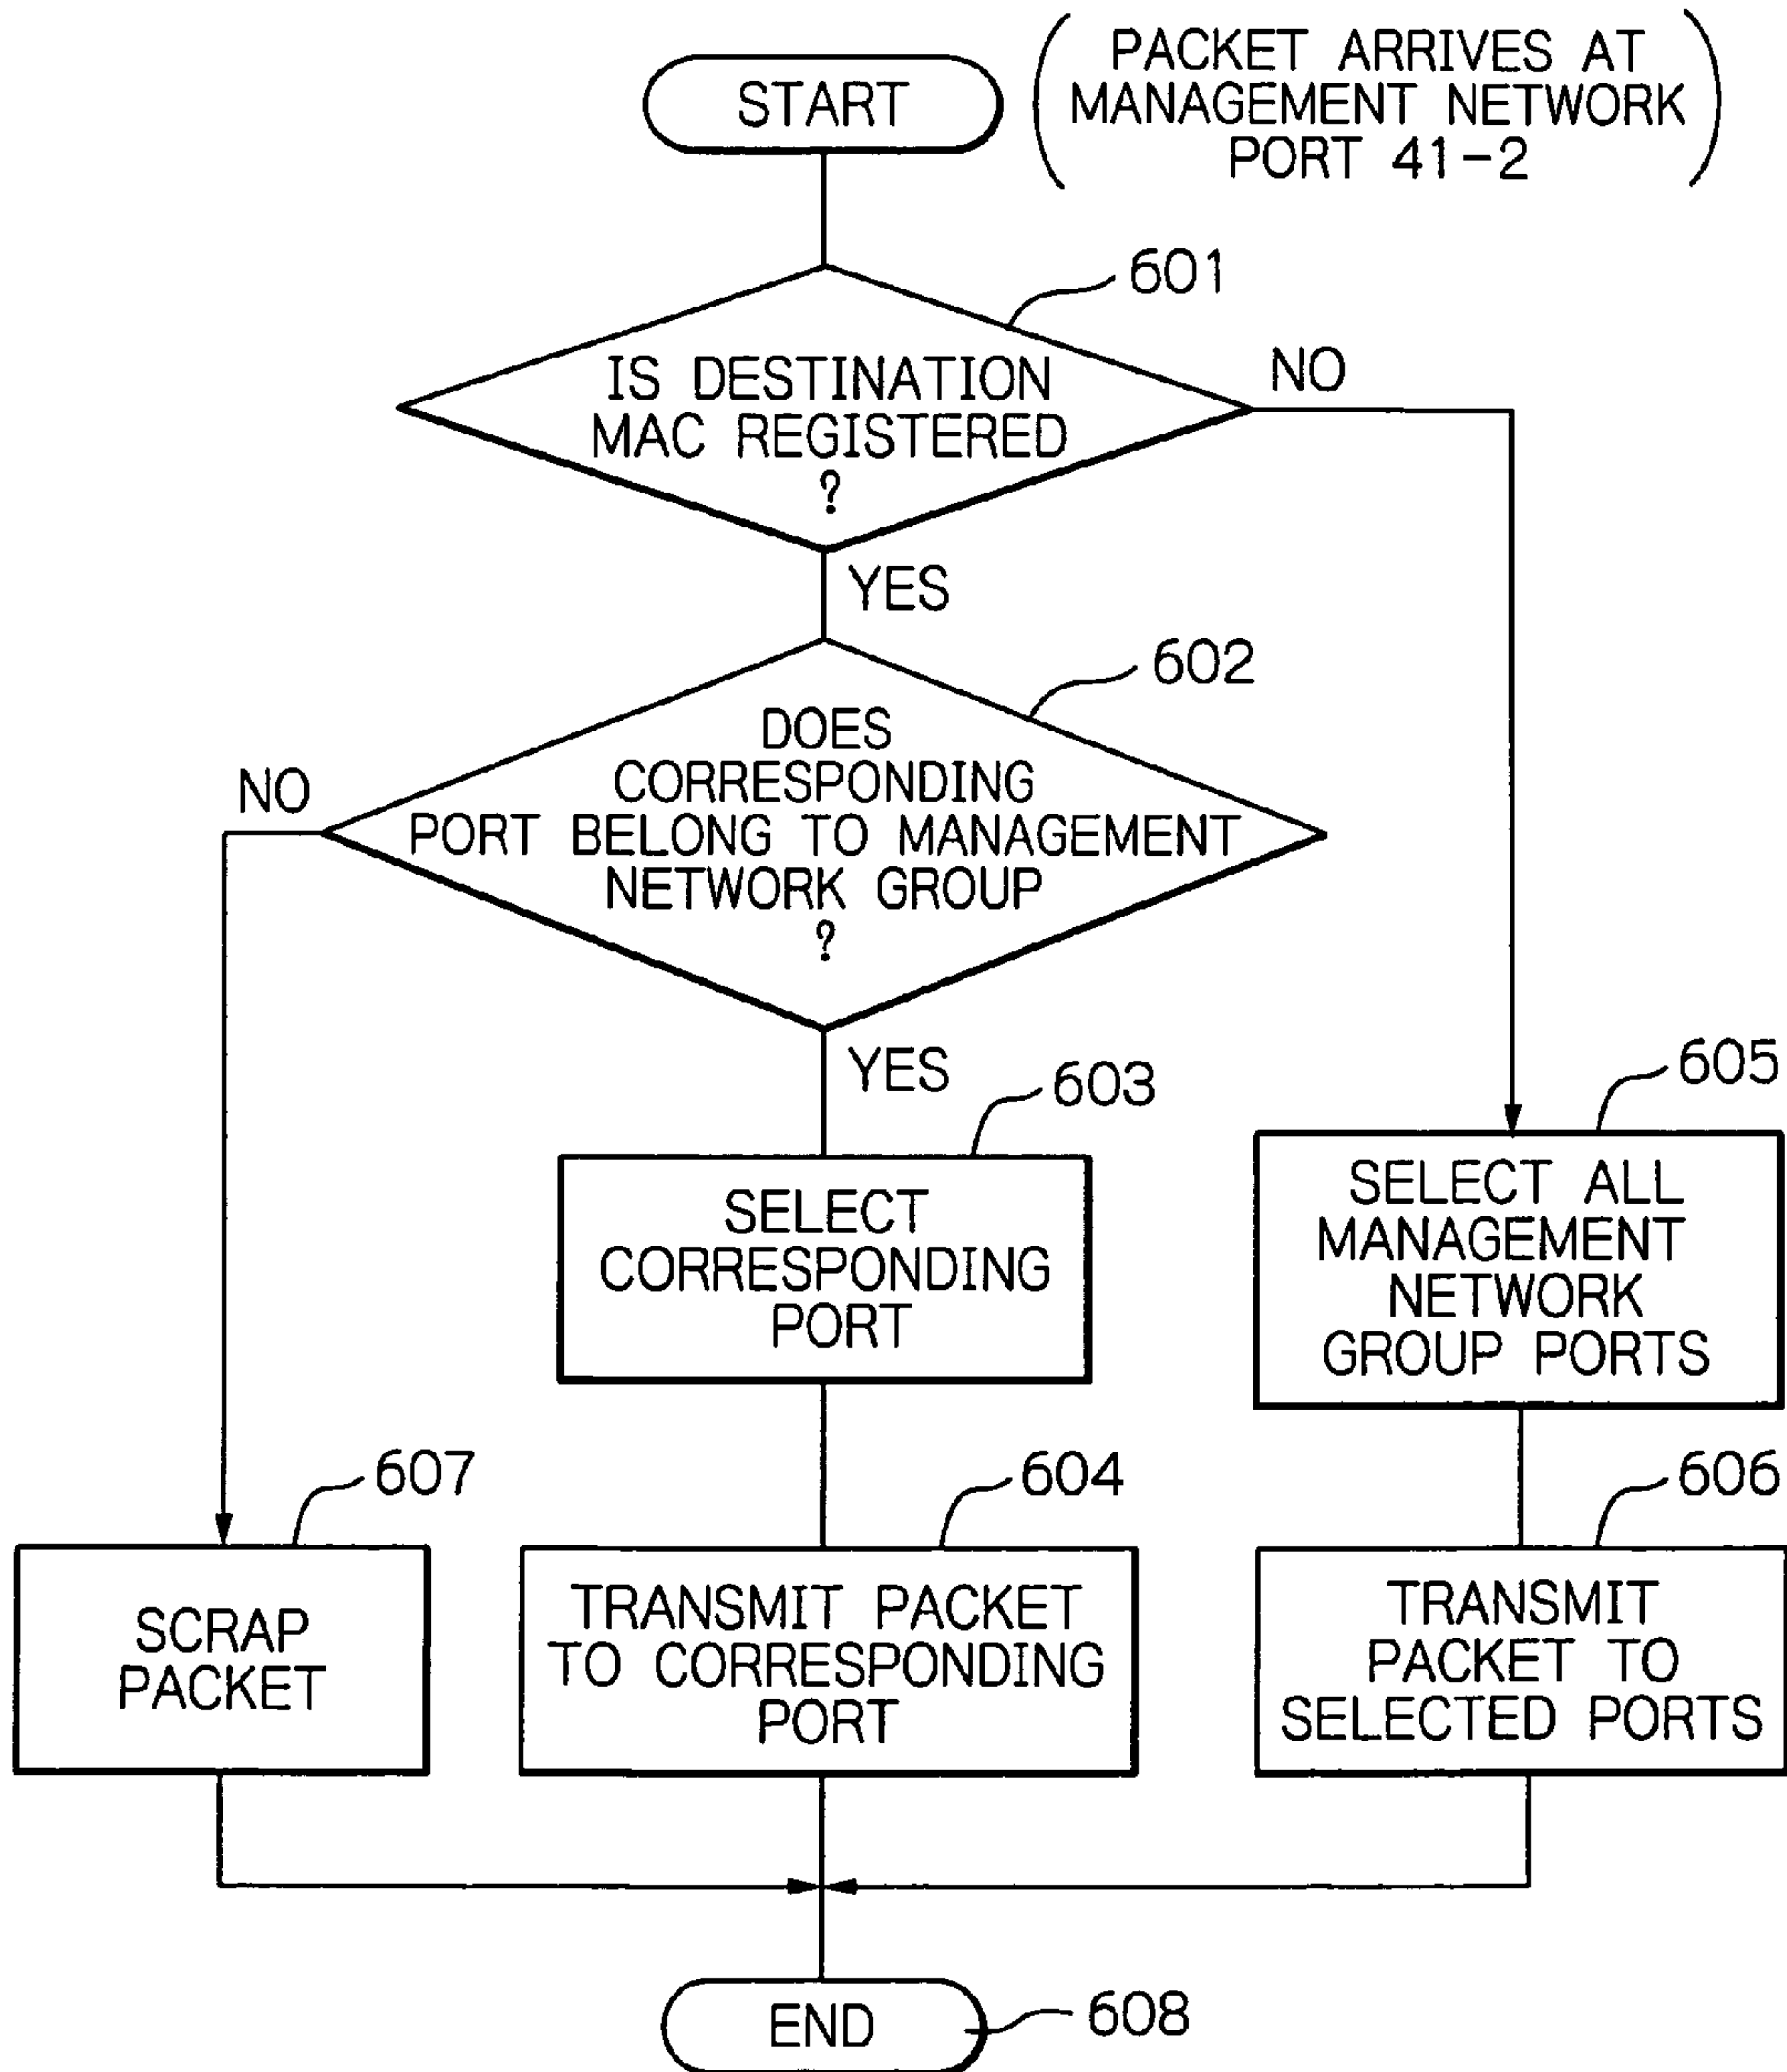 START
PACKET ARRIVES AT
MANAGEMENT NETWORK
PORT 41-2
601
IS DESTINATION
MAC REGISTERED
?
NO
YES
602
DOES
CORRESPONDING
PORT BELONG TO MANAGEMENT
NETWORK GROUP
?
NO
YES
603
SELECT
CORRESPONDING
PORT
605
SELECT ALL
MANAGEMENT
NETWORK
GROUP PORTS
607
SCRAP
PACKET
604
TRANSMIT PACKET
TO CORRESPONDING
PORT
606
TRANSMIT
PACKET TO
SELECTED PORTS
END
608